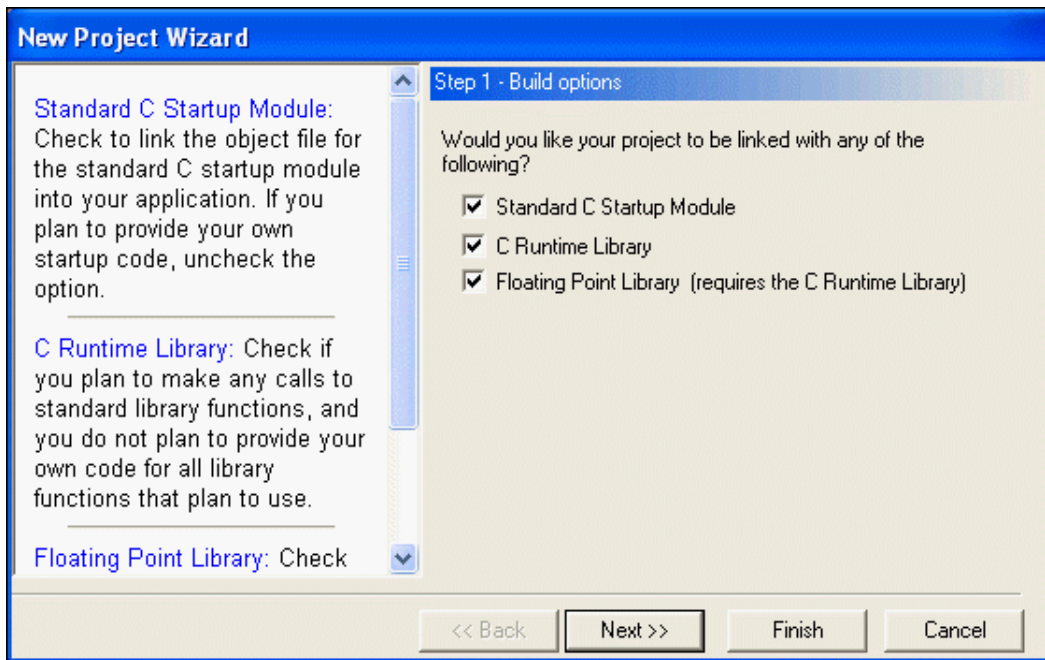 New Project Wizard
Standard C Startup Module:
Check to link the object file for
the standard C startup module
into your application. If you
plan to provide your own
startup code, uncheck the
option.
C Runtime Library: Check if
you plan to make any calls to
standard library functions, and
you do not plan to provide your
own code for all library
functions that plan to use.
Floating Point Library: Check
Step 1 - Build options
Would you like your project to be linked with any of the
following?
Standard C Startup Module
C Runtime Library
Floating Point Library (requires the C Runtime Library)
<< Back
Next >>
Finish
Cancel